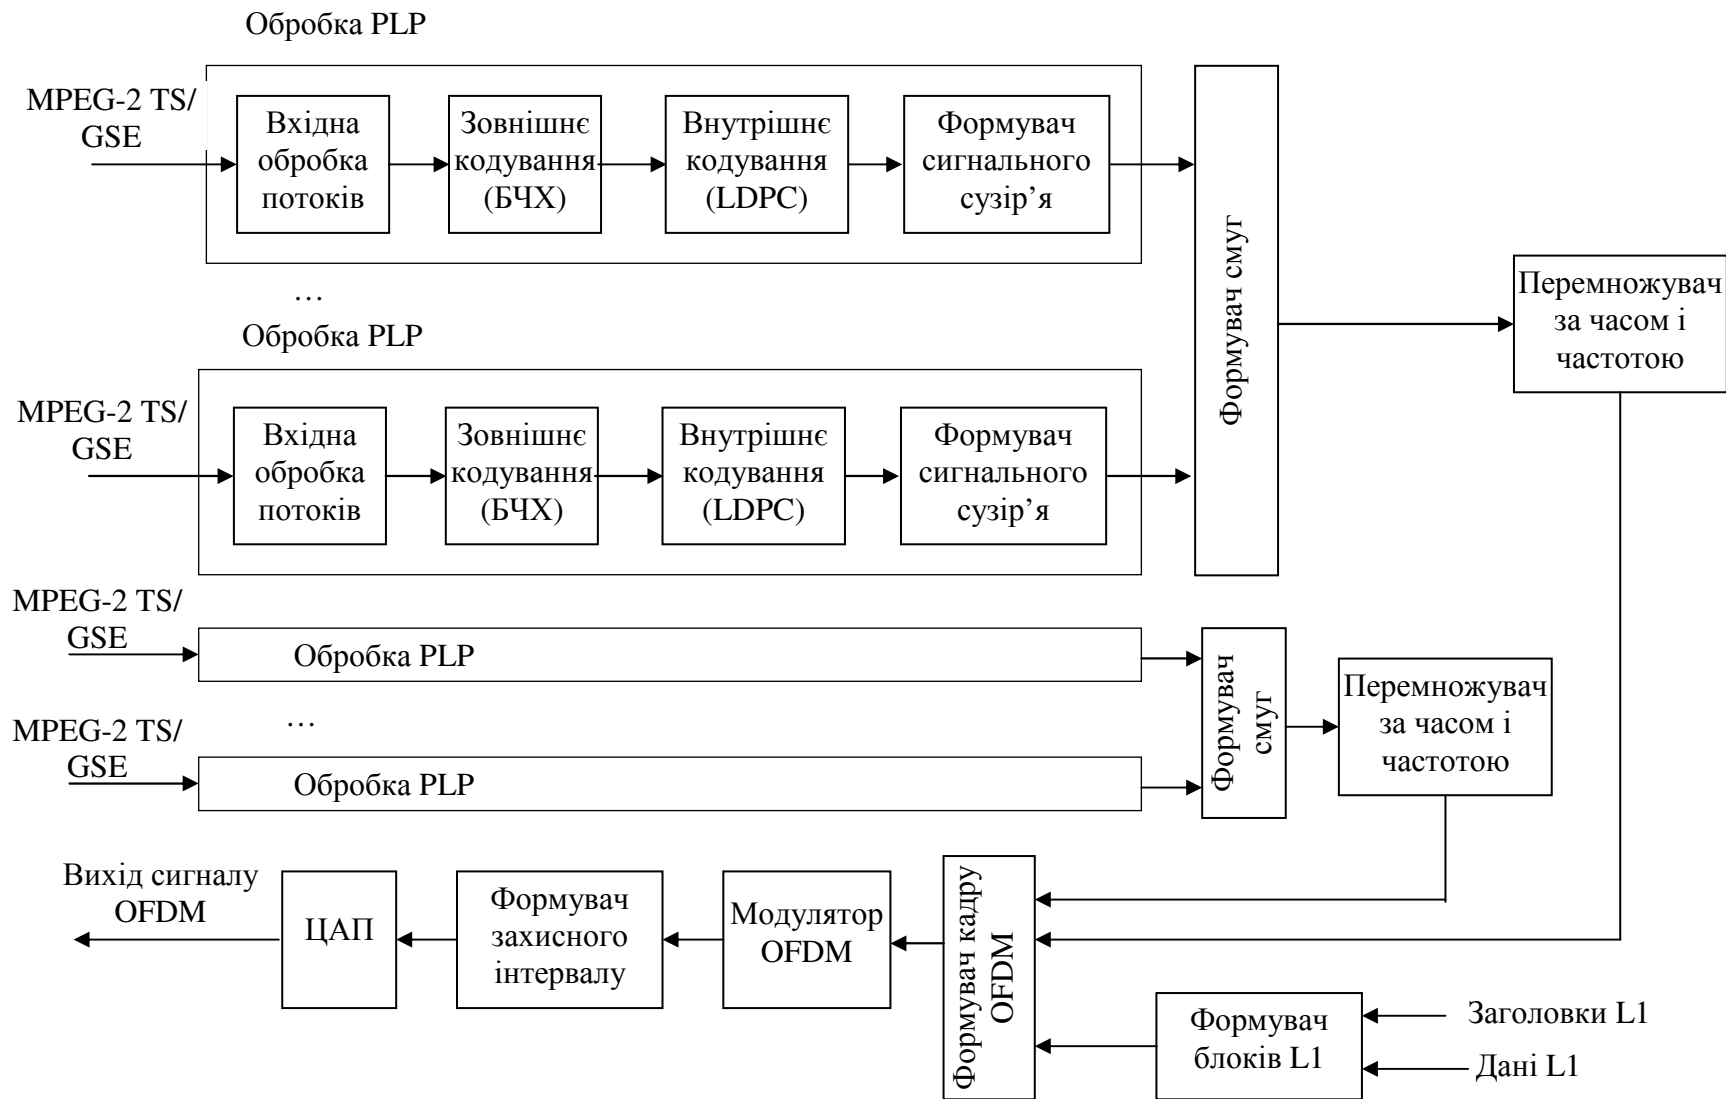 Обробка PLP
MPEG-2 TS/
GSE
Вхідна
обробка
потоків
Зовнішнє
кодування
(БЧХ)
Внутрішнє
кодування
(LDPC)
Формувач
сигнального
сузір’я
Формувач смуг
Перемножувач
за часом і
частотою
…
Обробка PLP
MPEG-2 TS/
GSE
Вхідна
обробка
потоків
Зовнішнє
кодування
(БЧХ)
Внутрішнє
кодування
(LDPC)
Формувач
сигнального
сузір’я
MPEG-2 TS/
GSE
Обробка PLP
…
MPEG-2 TS/
GSE
Обробка PLP
Формувач
смуг
Перемножувач
за часом і
частотою
Вихід сигналу
OFDM
ЦАП
Формувач
захисного
інтервалу
Модулятор
OFDM
Формувач кадру
OFDM
Формувач
блоків L1
Заголовки L1
Дані L1